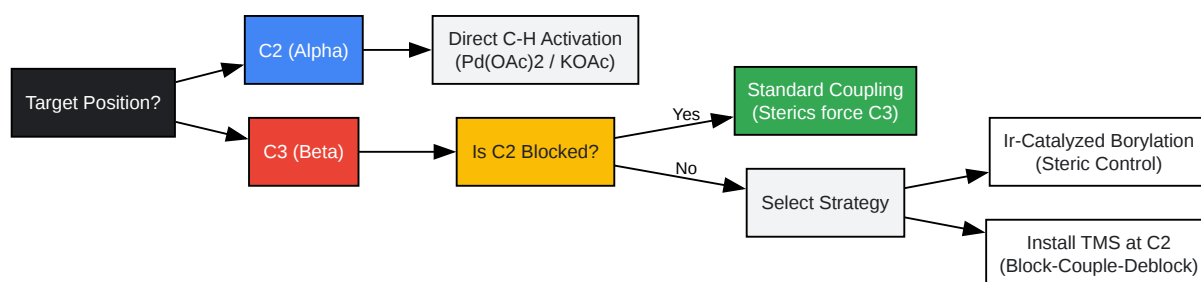 Target Position?
C2 (Alpha)
Direct C-H Activation
(Pd(OAc)2 / KOAc)
C3 (Beta)
Is C2 Blocked?
Yes
Standard Coupling
(Sterics force C3)
No
Select Strategy
Ir-Catalyzed Borylation
(Steric Control)
Install TMS at C2
(Block-Couple-Deblock)